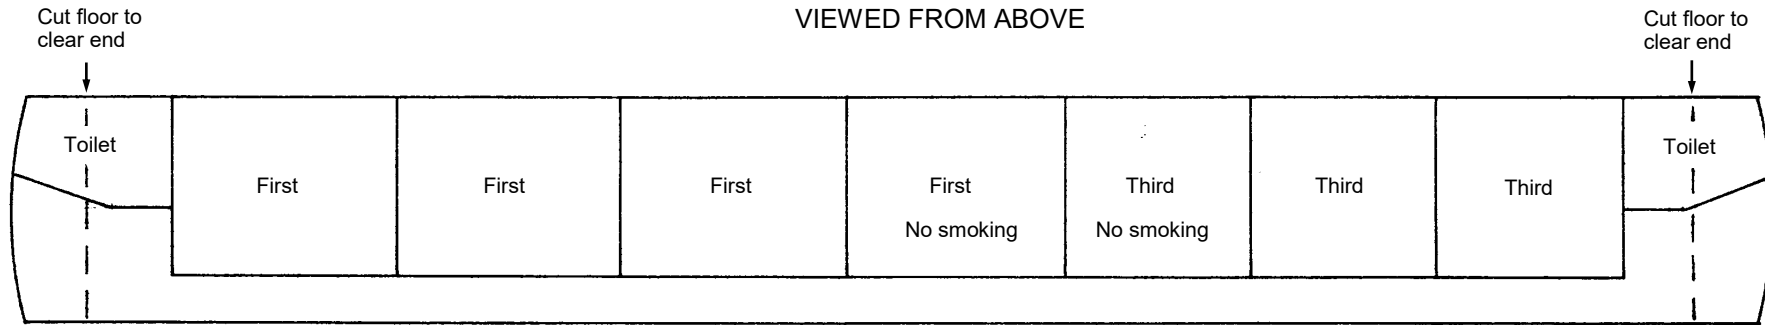 Cut floor to
clear end
VIEWED FROM ABOVE
Cut floor to
clear end
Toilet
First
First
First
First
No smoking
Third
No smoking
Third
Third
Toilet